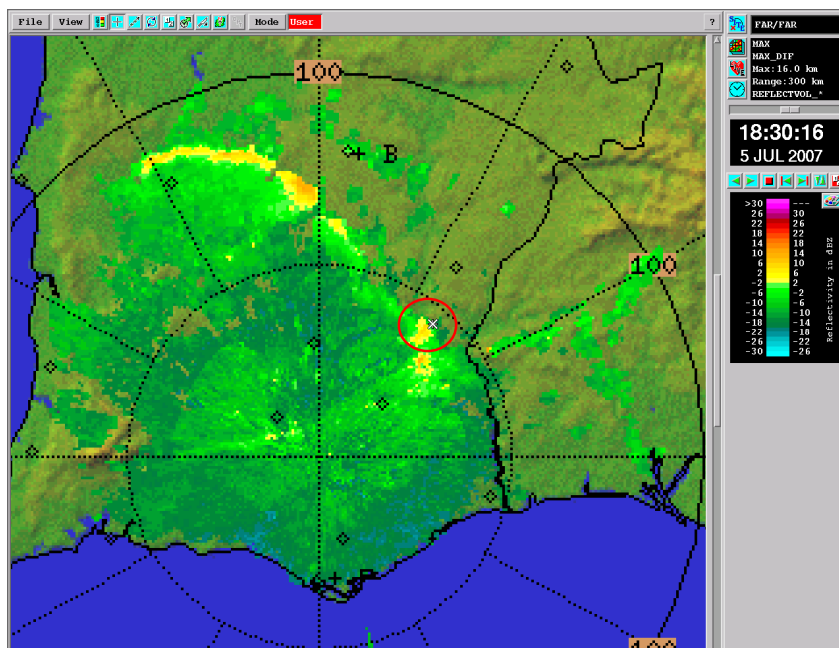 File View Mode User ?
100
B
100
100
FAR/FAR
MAX
MAX_DIF
Max:16.0 km
Range:300 km
REFLECTVOL_*
18:30:16
5 JUL 2007
>30 ---
30 30
26 26
22 22
18 18
14 14
10 10
6 6
2 2
-2 -2
-6 -6
-10 -10
-14 -14
-18 -18
-22 -22
-26
-30 -26
Reflectivity in dBZ